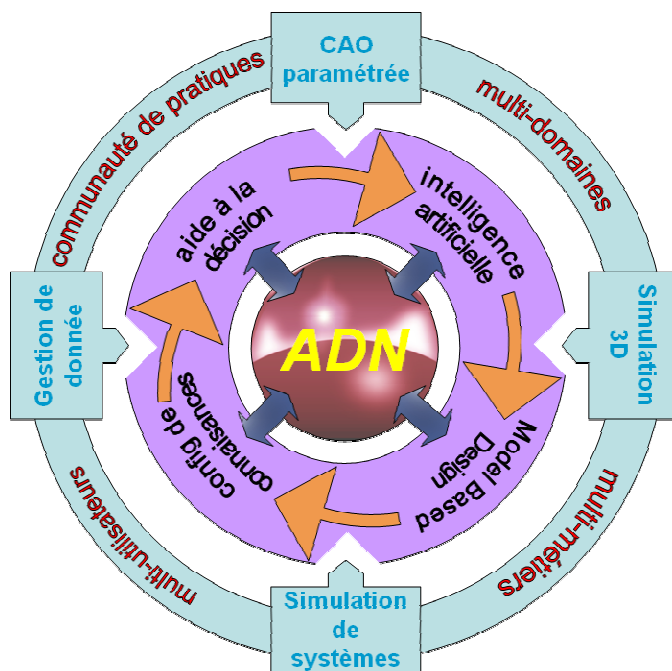 CAO
paramétrée
communauté de pratiques
multi-domaines
aide à la
décision
intelligence
artificielle
Gestion de
donnée
ADN
Simulation
3D
config de
connaisances
Model Based
Design
multi-utilisateurs
multi-métiers
Simulation
de
systèmes